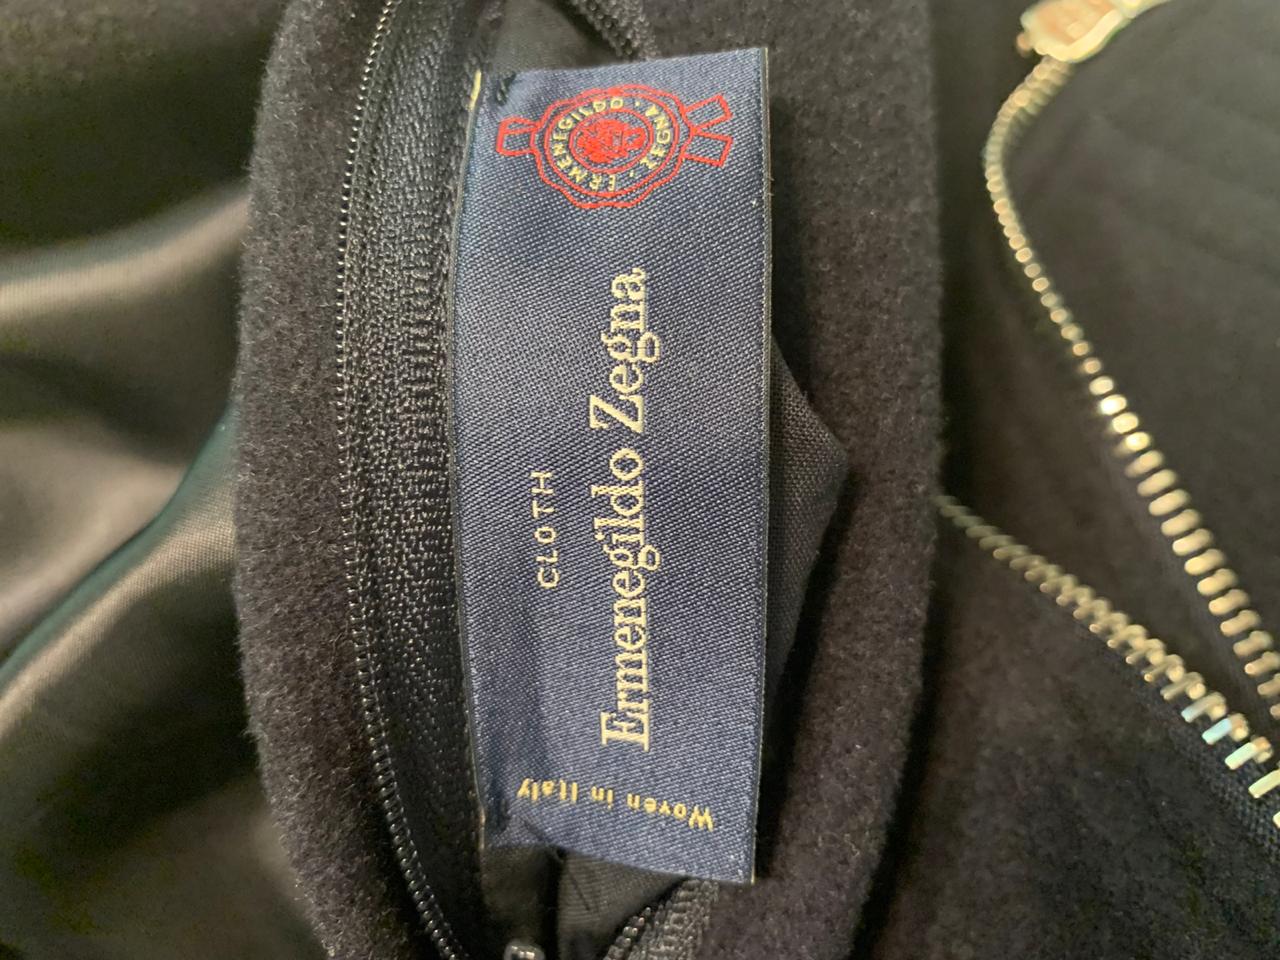 ERMENEGILDO · ZEGNA ·
CLOTH
Ermenegildo Zegna
Woven in Italy